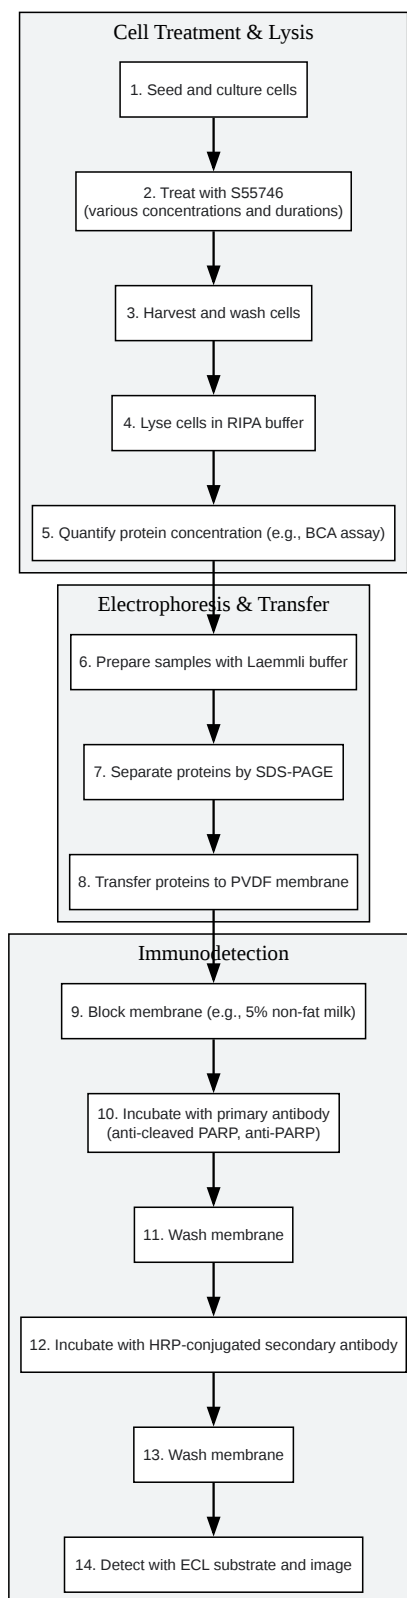 Cell Treatment & Lysis
1. Seed and culture cells
2. Treat with S55746
(various concentrations and durations)
3. Harvest and wash cells
4. Lyse cells in RIPA buffer
5. Quantify protein concentration (e.g., BCA assay)
Electrophoresis & Transfer
6. Prepare samples with Laemmli buffer
7. Separate proteins by SDS-PAGE
8. Transfer proteins to PVDF membrane
Immunodetection
9. Block membrane (e.g., 5% non-fat milk)
10. Incubate with primary antibody
(anti-cleaved PARP, anti-PARP)
11. Wash membrane
12. Incubate with HRP-conjugated secondary antibody
13. Wash membrane
14. Detect with ECL substrate and image